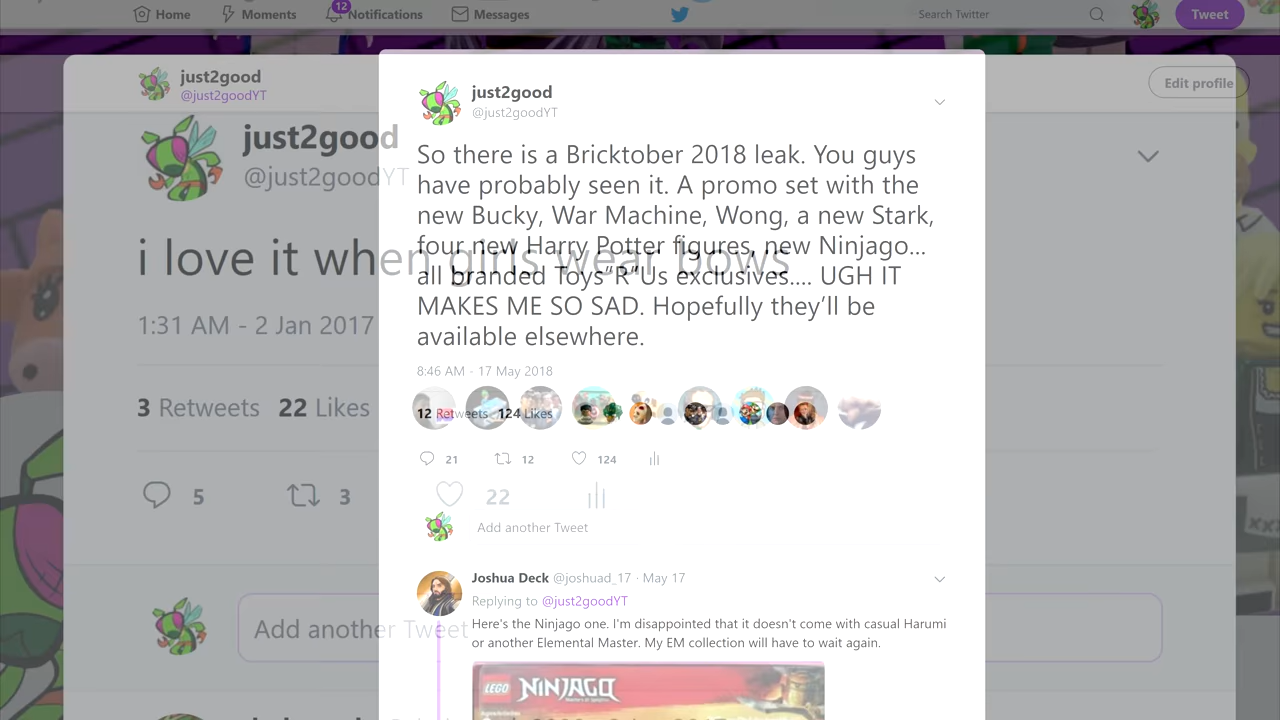 Home
Moments
12
Notifications
Messages
Search Twitter
Tweet
just2good
@just2goodYT
Edit profile
just2good
@just2goodYT
i love it when girls wear bows
1:31 AM - 2 Jan 2017
3 Retweets 22 Likes
5
3
22
Add another Tweet
just2good
@just2goodYT
So there is a Bricktober 2018 leak. You guys
have probably seen it. A promo set with the
new Bucky, War Machine, Wong, a new Stark,
four new Harry Potter figures, new Ninjago...
all branded Toys"R"Us exclusives.... UGH IT
MAKES ME SO SAD. Hopefully they'll be
available elsewhere.
8:46 AM - 17 May 2018
12 Retweets 124 Likes
21
12
124
Add another Tweet
Joshua Deck @joshuad_17 · May 17
Replying to @just2goodYT
Here's the Ninjago one. I'm disappointed that it doesn't come with casual Harumi
or another Elemental Master. My EM collection will have to wait again.
LEGO NINJAGO